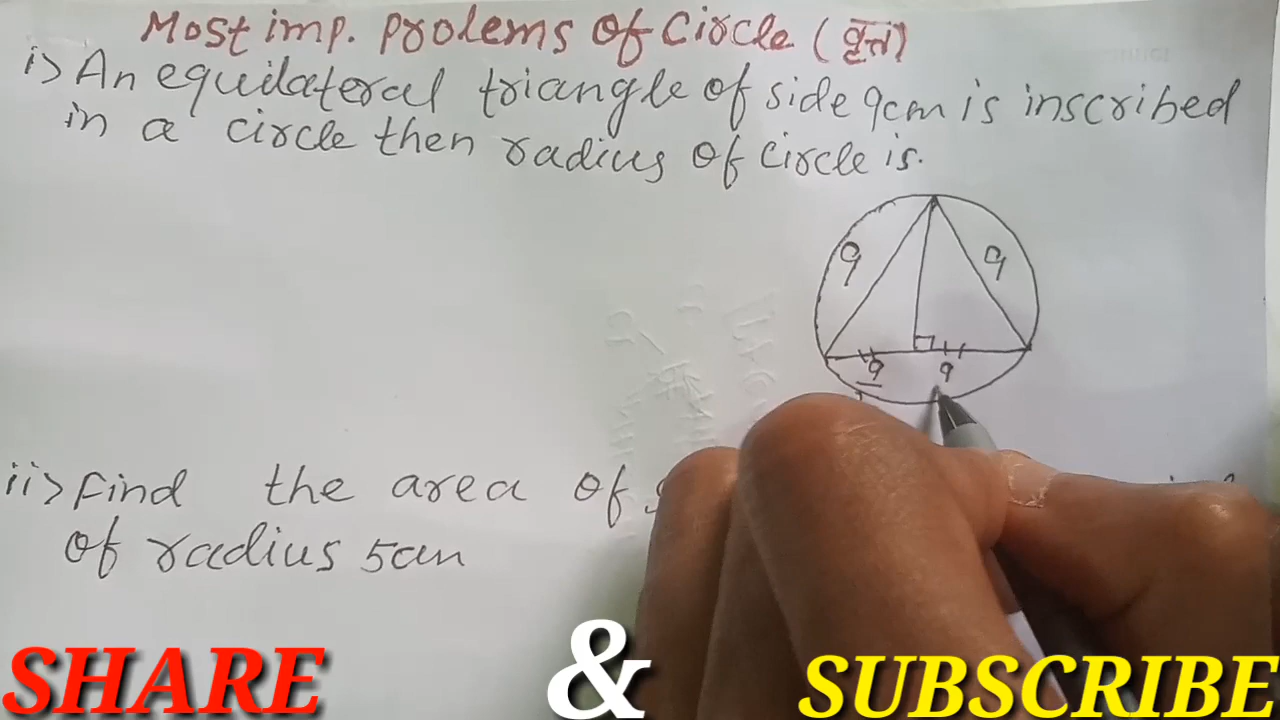 Most imp. prolems of Circle (वृत्त)
i> An equilateral triangle of side 9cm is inscribed
in a circle then radius of circle is.
9
9
9
9
ii> Find the area of
of radius 5cm
SHARE & SUBSCRIBE